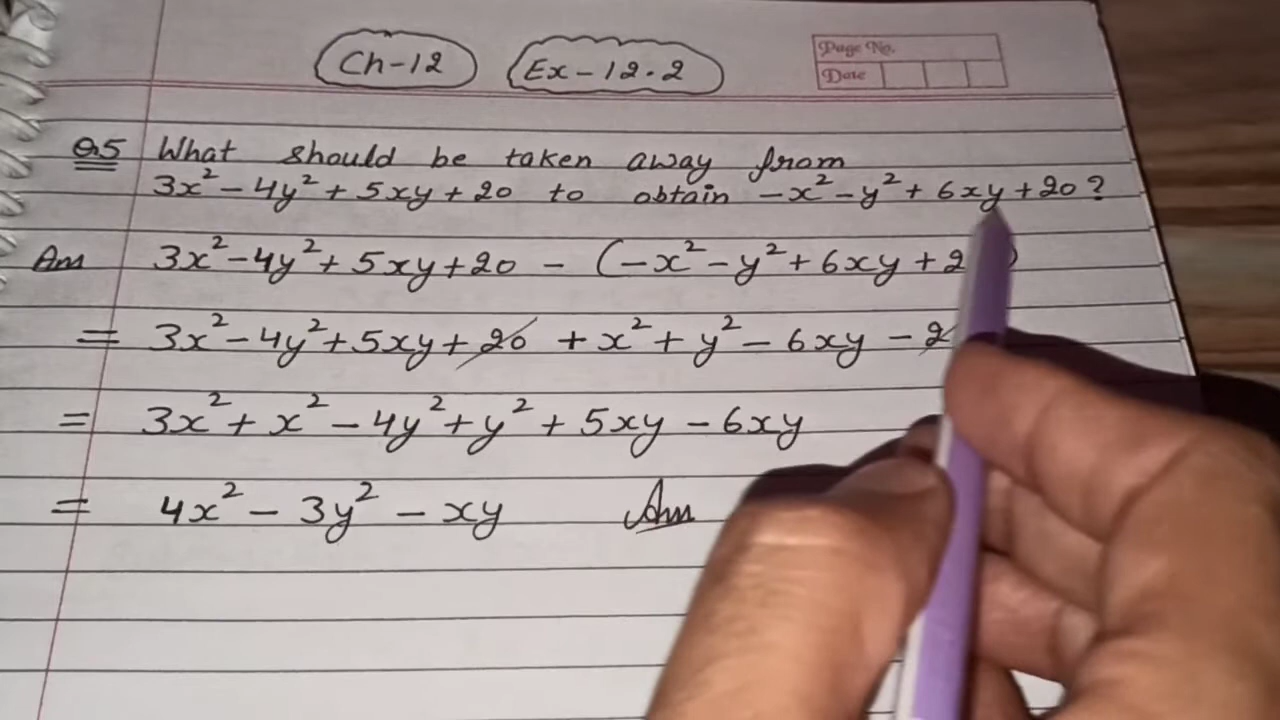 Ch-12 Ex-12.2
Page No.
Date
Q5 What should be taken away from
3x² - 4y² + 5xy + 20 to obtain -x² - y² + 6xy + 20?
Ans 3x² - 4y² + 5xy + 20 - (-x² - y² + 6xy + 2 )
= 3x² - 4y² + 5xy + 20 + x² + y² - 6xy - 2
= 3x² + x² - 4y² + y² + 5xy - 6xy
= 4x² - 3y² - xy Ans